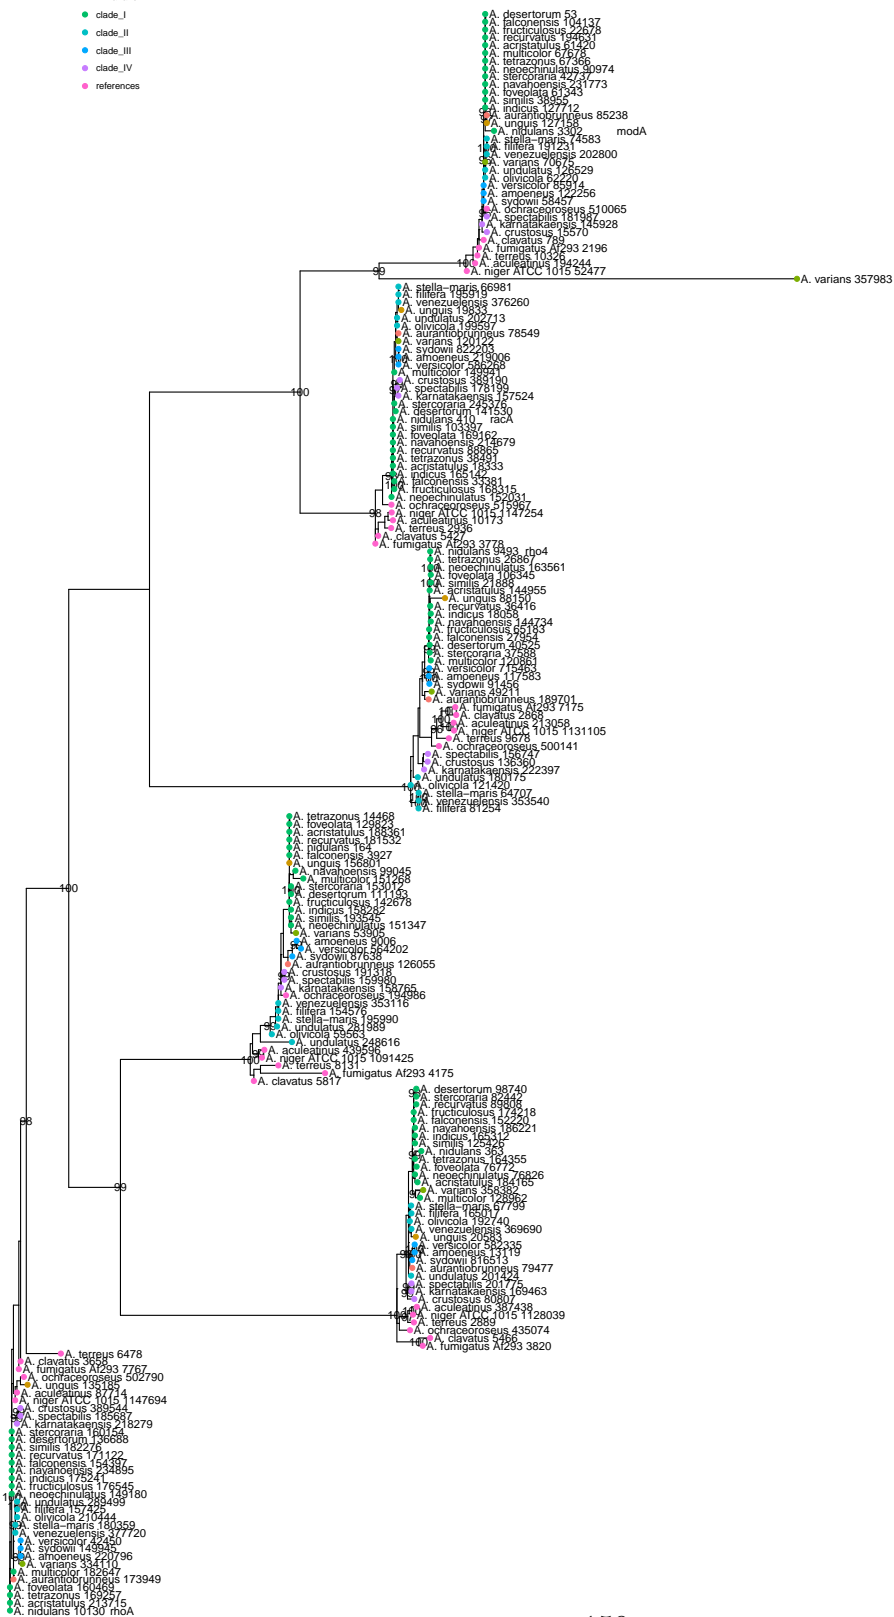 clade_I
clade_II
clade_III
clade_IV
references
A. desertorum 53
A. falconensis 104137
A. fructiculosus 22678
A. recurvatus 194631
A. acristatulus 61420
A. multicolor 67678
A. tetrazonus 67366
A. neoechinulatus 90974
A. stercoraria 42737
A. navahoensis 231773
A. foveolata 61343
A. similis 38955
A. indicus 127712
A. aurantiobrunneus 85238
A. unguis 127158
A. nidulans 3302 modA
A. stella−maris 74583
A. filifera 191231
A. venezuelensis 202800
A. varians 70675
A. undulatus 126529
A. olivicola 62220
A. versicolor 85914
A. amoeneus 122256
A. sydowii 58457
A. ochraceoroseus 510065
A. spectabilis 181987
A. karnatakaensis 145928
A. crustosus 15570
A. clavatus 789
A. fumigatus Af293 2196
A. terreus 10326
100 A. aculeatinus 194244
99 A. niger ATCC 1015 52477
A. varians 357983
A. stella−maris 66981
A. filifera 195919
A. venezuelensis 376260
A. unguis 19833
A. undulatus 202713
A. olivicola 199597
A. aurantiobrunneus 78549
A. varians 120122
A. sydowii 822203
A. amoeneus 219006
A. versicolor 586268
A. multicolor 149941
A. crustosus 389190
100 A. spectabilis 178199
A. karnatakaensis 157524
A. stercoraria 245376
A. desertorum 141530
A. nidulans 410 racA
A. similis 103397
A. foveolata 169162
A. navahoensis 214679
A. recurvatus 88865
A. tetrazonus 38491
A. acristatulus 18333
A. indicus 165142
A. falconensis 33381
A. fructiculosus 168315
A. neoechinulatus 152031
A. ochraceoroseus 515967
98 A. niger ATCC 1015 1147254
A. aculeatinus 10173
A. terreus 2936
A. clavatus 5427
A. fumigatus Af293 3778
A. nidulans 9493 rho4
A. tetrazonus 26867
A. neoechinulatus 163561
A. foveolata 106345
A. similis 21888
A. acristatulus 144955
A. unguis 88150
A. recurvatus 36416
A. indicus 18058
A. navahoensis 144734
A. fructiculosus 65183
A. falconensis 27954
A. desertorum 40525
A. stercoraria 37588
A. multicolor 120861
A. versicolor 715463
A. amoeneus 117583
A. sydowii 91456
A. varians 49211
A. aurantiobrunneus 189701
A. fumigatus Af293 7175
A. clavatus 2868
A. aculeatinus 213058
A. niger ATCC 1015 1131105
A. terreus 9678
A. ochraceoroseus 500141
A. spectabilis 156747
A. crustosus 136360
A. karnatakaensis 222397
A. undulatus 180175
A. olivicola 121420
A. stella−maris 64707
A. venezuelensis 353540
A. filifera 81254
A. tetrazonus 14468
A. foveolata 129823
A. acristatulus 188361
A. recurvatus 181532
A. nidulans 164
A. falconensis 3927
A. unguis 156801
A. navahoensis 99045
A. multicolor 151268
100 A. stercoraria 153012
A. desertorum 111193
A. fructiculosus 142678
A. indicus 158282
A. similis 193545
A. neoechinulatus 151347
A. varians 53905
A. amoeneus 9006
A. versicolor 564202
A. sydowii 87638
A. aurantiobrunneus 126055
A. crustosus 191318
A. spectabilis 159980
A. karnatakaensis 158765
A. ochraceoroseus 194986
A. venezuelensis 353116
A. filifera 154576
A. stella−maris 195990
A. undulatus 281989
A. olivicola 59563
A. undulatus 248616
A. aculeatinus 439596
100 A. niger ATCC 1015 1091425
A. terreus 8131
A. fumigatus Af293 4175
A. clavatus 5817
A. desertorum 98740
A. stercoraria 82442
A. recurvatus 89808
A. fructiculosus 174218
98 A. falconensis 152220
A. navahoensis 186221
A. indicus 165312
A. similis 125426
A. nidulans 363
A. tetrazonus 164355
A. foveolata 76772
A. neoechinulatus 76826
99 A. acristatulus 184165
A. varians 358382
A. multicolor 128962
A. stella−maris 67799
A. filifera 165017
A. olivicola 192740
A. venezuelensis 369690
A. unguis 20583
A. versicolor 582335
A. amoeneus 13119
A. sydowii 816513
A. aurantiobrunneus 79477
A. undulatus 201424
A. spectabilis 201775
A. karnatakaensis 169463
A. crustosus 80807
A. aculeatinus 387438
100 A. niger ATCC 1015 1128039
A. terreus 2889
A. ochraceoroseus 435074
A. clavatus 5466
100 A. fumigatus Af293 3820
A. terreus 6478
A. clavatus 3658
A. fumigatus Af293 7767
A. ochraceoroseus 502790
A. unguis 135185
A. aculeatinus 87714
A. niger ATCC 1015 1147694
A. crustosus 389544
A. spectabilis 185687
A. karnatakaensis 218279
A. stercoraria 160154
A. desertorum 136688
A. similis 182276
A. recurvatus 171122
A. falconensis 154397
A. navahoensis 234895
A. indicus 175241
A. fructiculosus 176545
A. neoechinulatus 149180
A. undulatus 289499
A. filifera 157425
A. olivicola 210444
A. stella−maris 180359
A. venezuelensis 377720
A. versicolor 42450
A. sydowii 149945
A. amoeneus 220796
A. varians 334110
A. multicolor 182647
A. aurantiobrunneus 173949
A. foveolata 160469
A. tetrazonus 169257
A. acristatulus 213715
A. nidulans 10130 rhoA